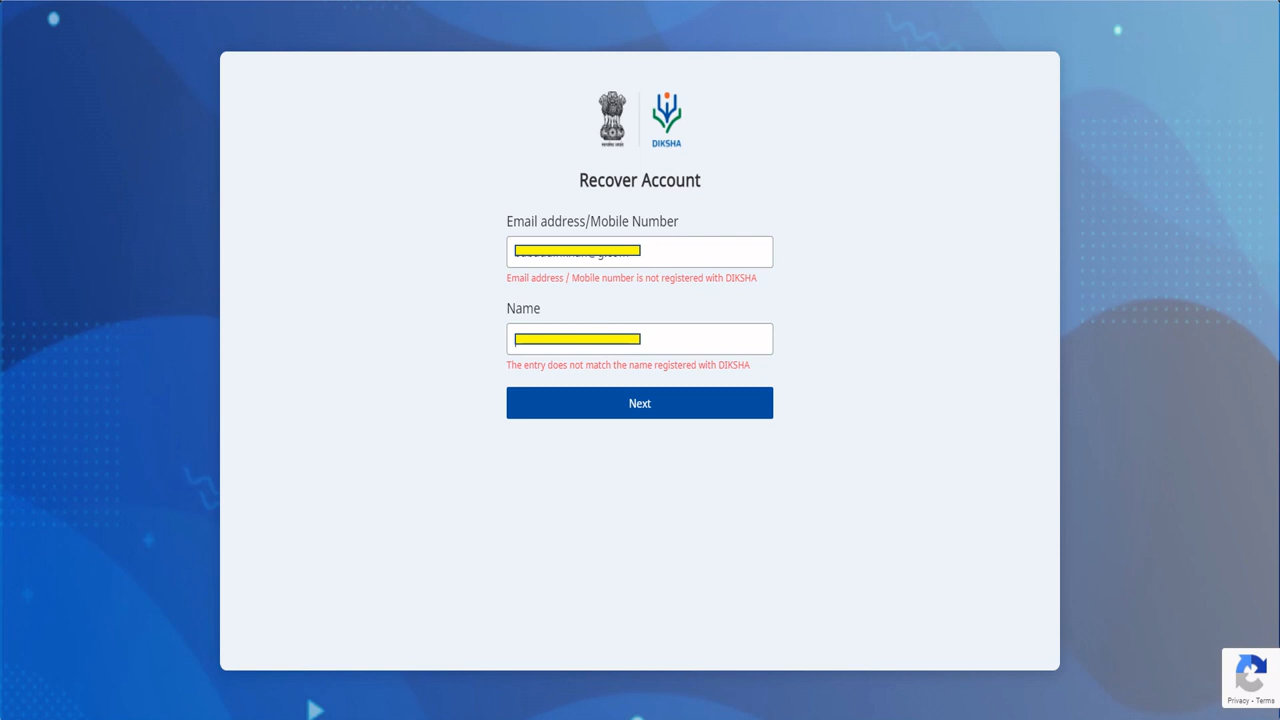 DIKSHA
Recover Account
Email address/Mobile Number
Email address / Mobile number is not registered with DIKSHA
Name
The entry does not match the name registered with DIKSHA
Next
Privacy - Terms